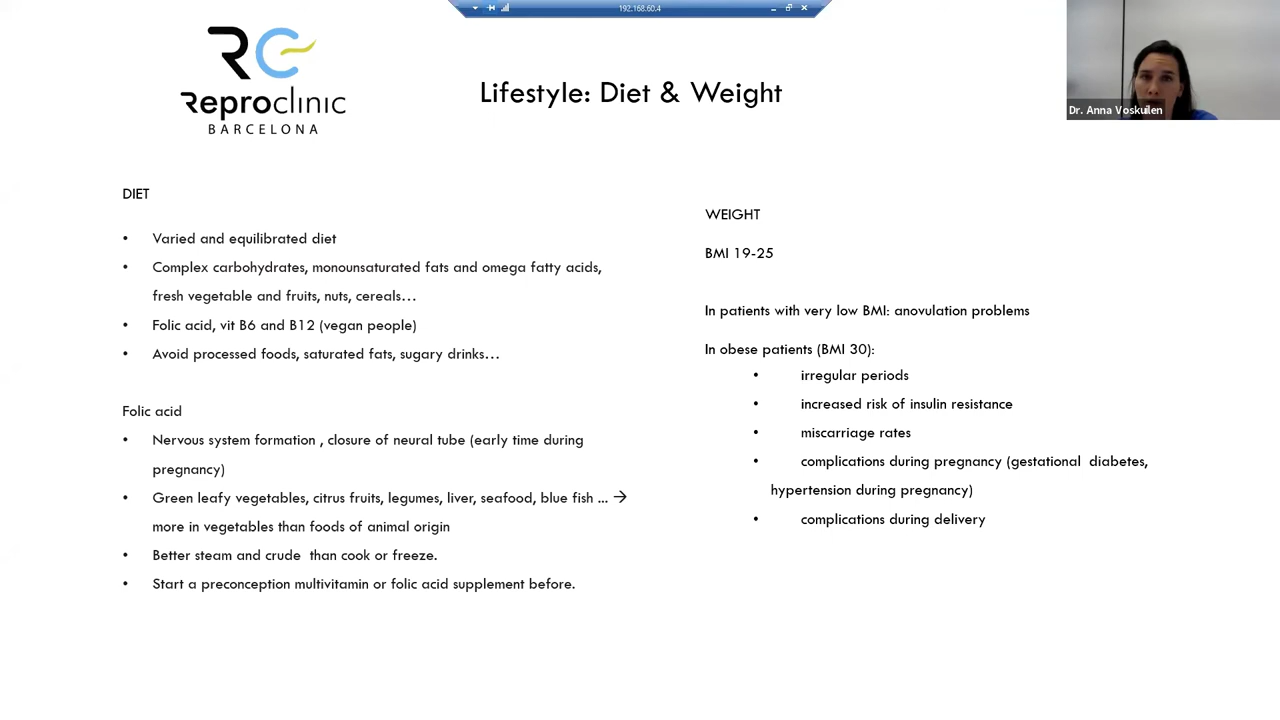 192.168.60.4
RC
Reproclinic
BARCELONA
Lifestyle: Diet & Weight
Dr. Anna Voskuilen
DIET
• Varied and equilibrated diet
• Complex carbohydrates, monounsaturated fats and omega fatty acids,
fresh vegetable and fruits, nuts, cereals…
• Folic acid, vit B6 and B12 (vegan people)
• Avoid processed foods, saturated fats, sugary drinks…
Folic acid
• Nervous system formation , closure of neural tube (early time during
pregnancy)
• Green leafy vegetables, citrus fruits, legumes, liver, seafood, blue fish ... →
more in vegetables than foods of animal origin
• Better steam and crude  than cook or freeze.
• Start a preconception multivitamin or folic acid supplement before.
WEIGHT
BMI 19-25
In patients with very low BMI: anovulation problems
In obese patients (BMI 30):
• irregular periods
• increased risk of insulin resistance
• miscarriage rates
• complications during pregnancy (gestational  diabetes,
hypertension during pregnancy)
• complications during delivery